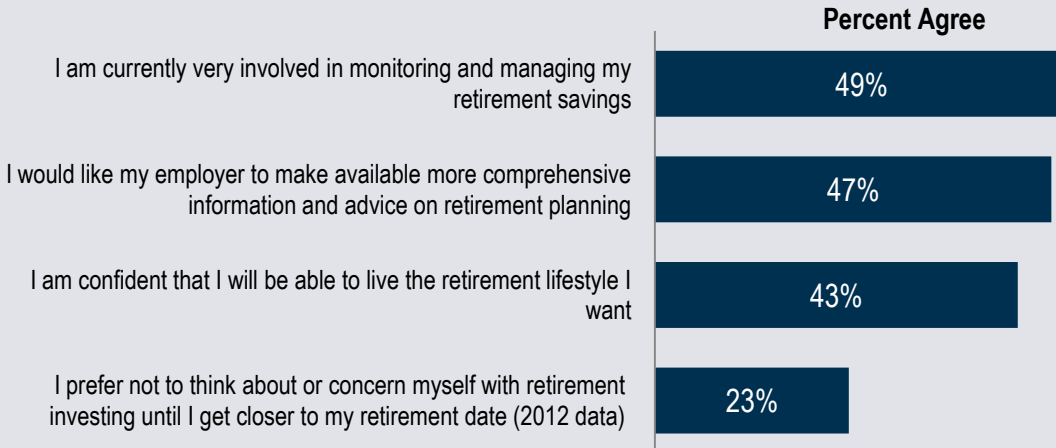 Percent Agree
I am currently very involved in monitoring and managing my
retirement savings
49%
I would like my employer to make available more comprehensive
information and advice on retirement planning
47%
I am confident that I will be able to live the retirement lifestyle I
want
43%
I prefer not to think about or concern myself with retirement
investing until I get closer to my retirement date (2012 data)
23%